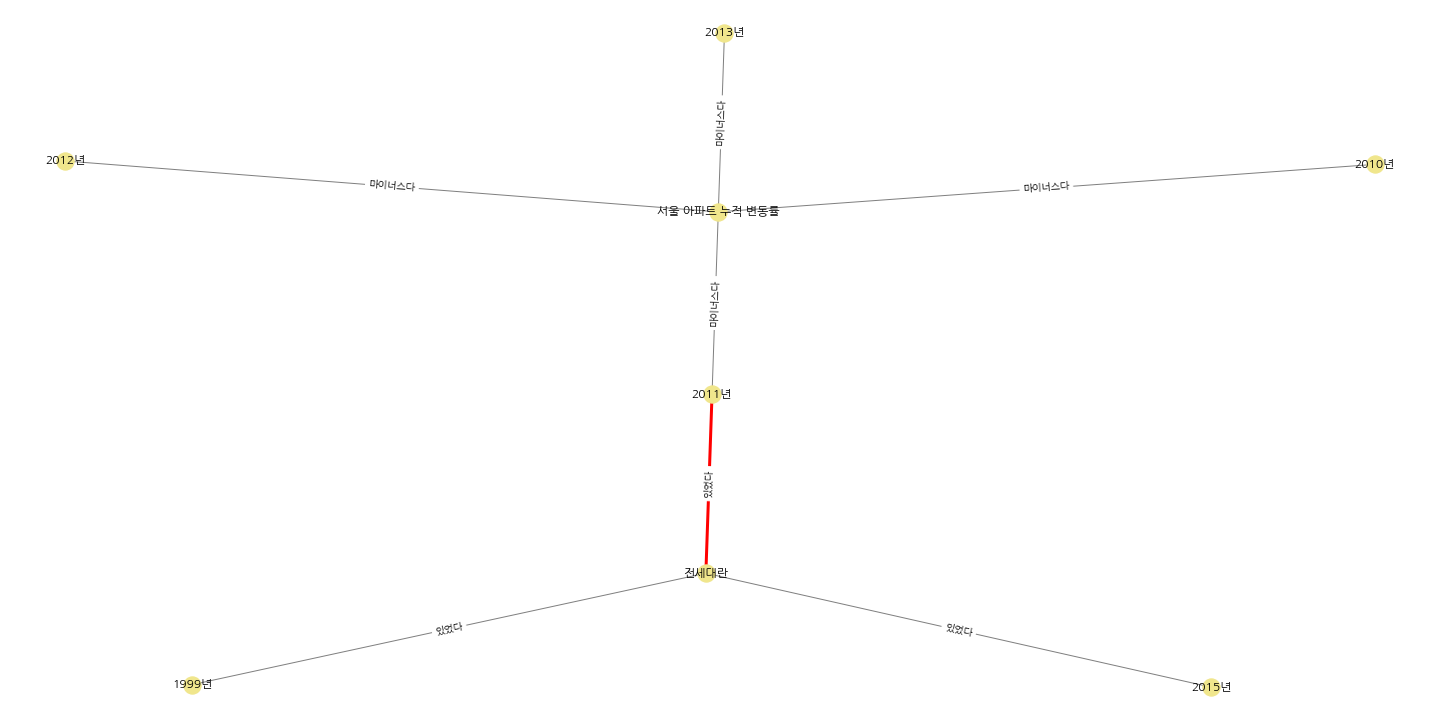 2013년
마이너스다
2012년
마이너스다
마이너스다
2010년
서울 아파트 누적 변동률
마이너스다
2011년
있었다
전세대란
있었다
있었다
1999년
2015년